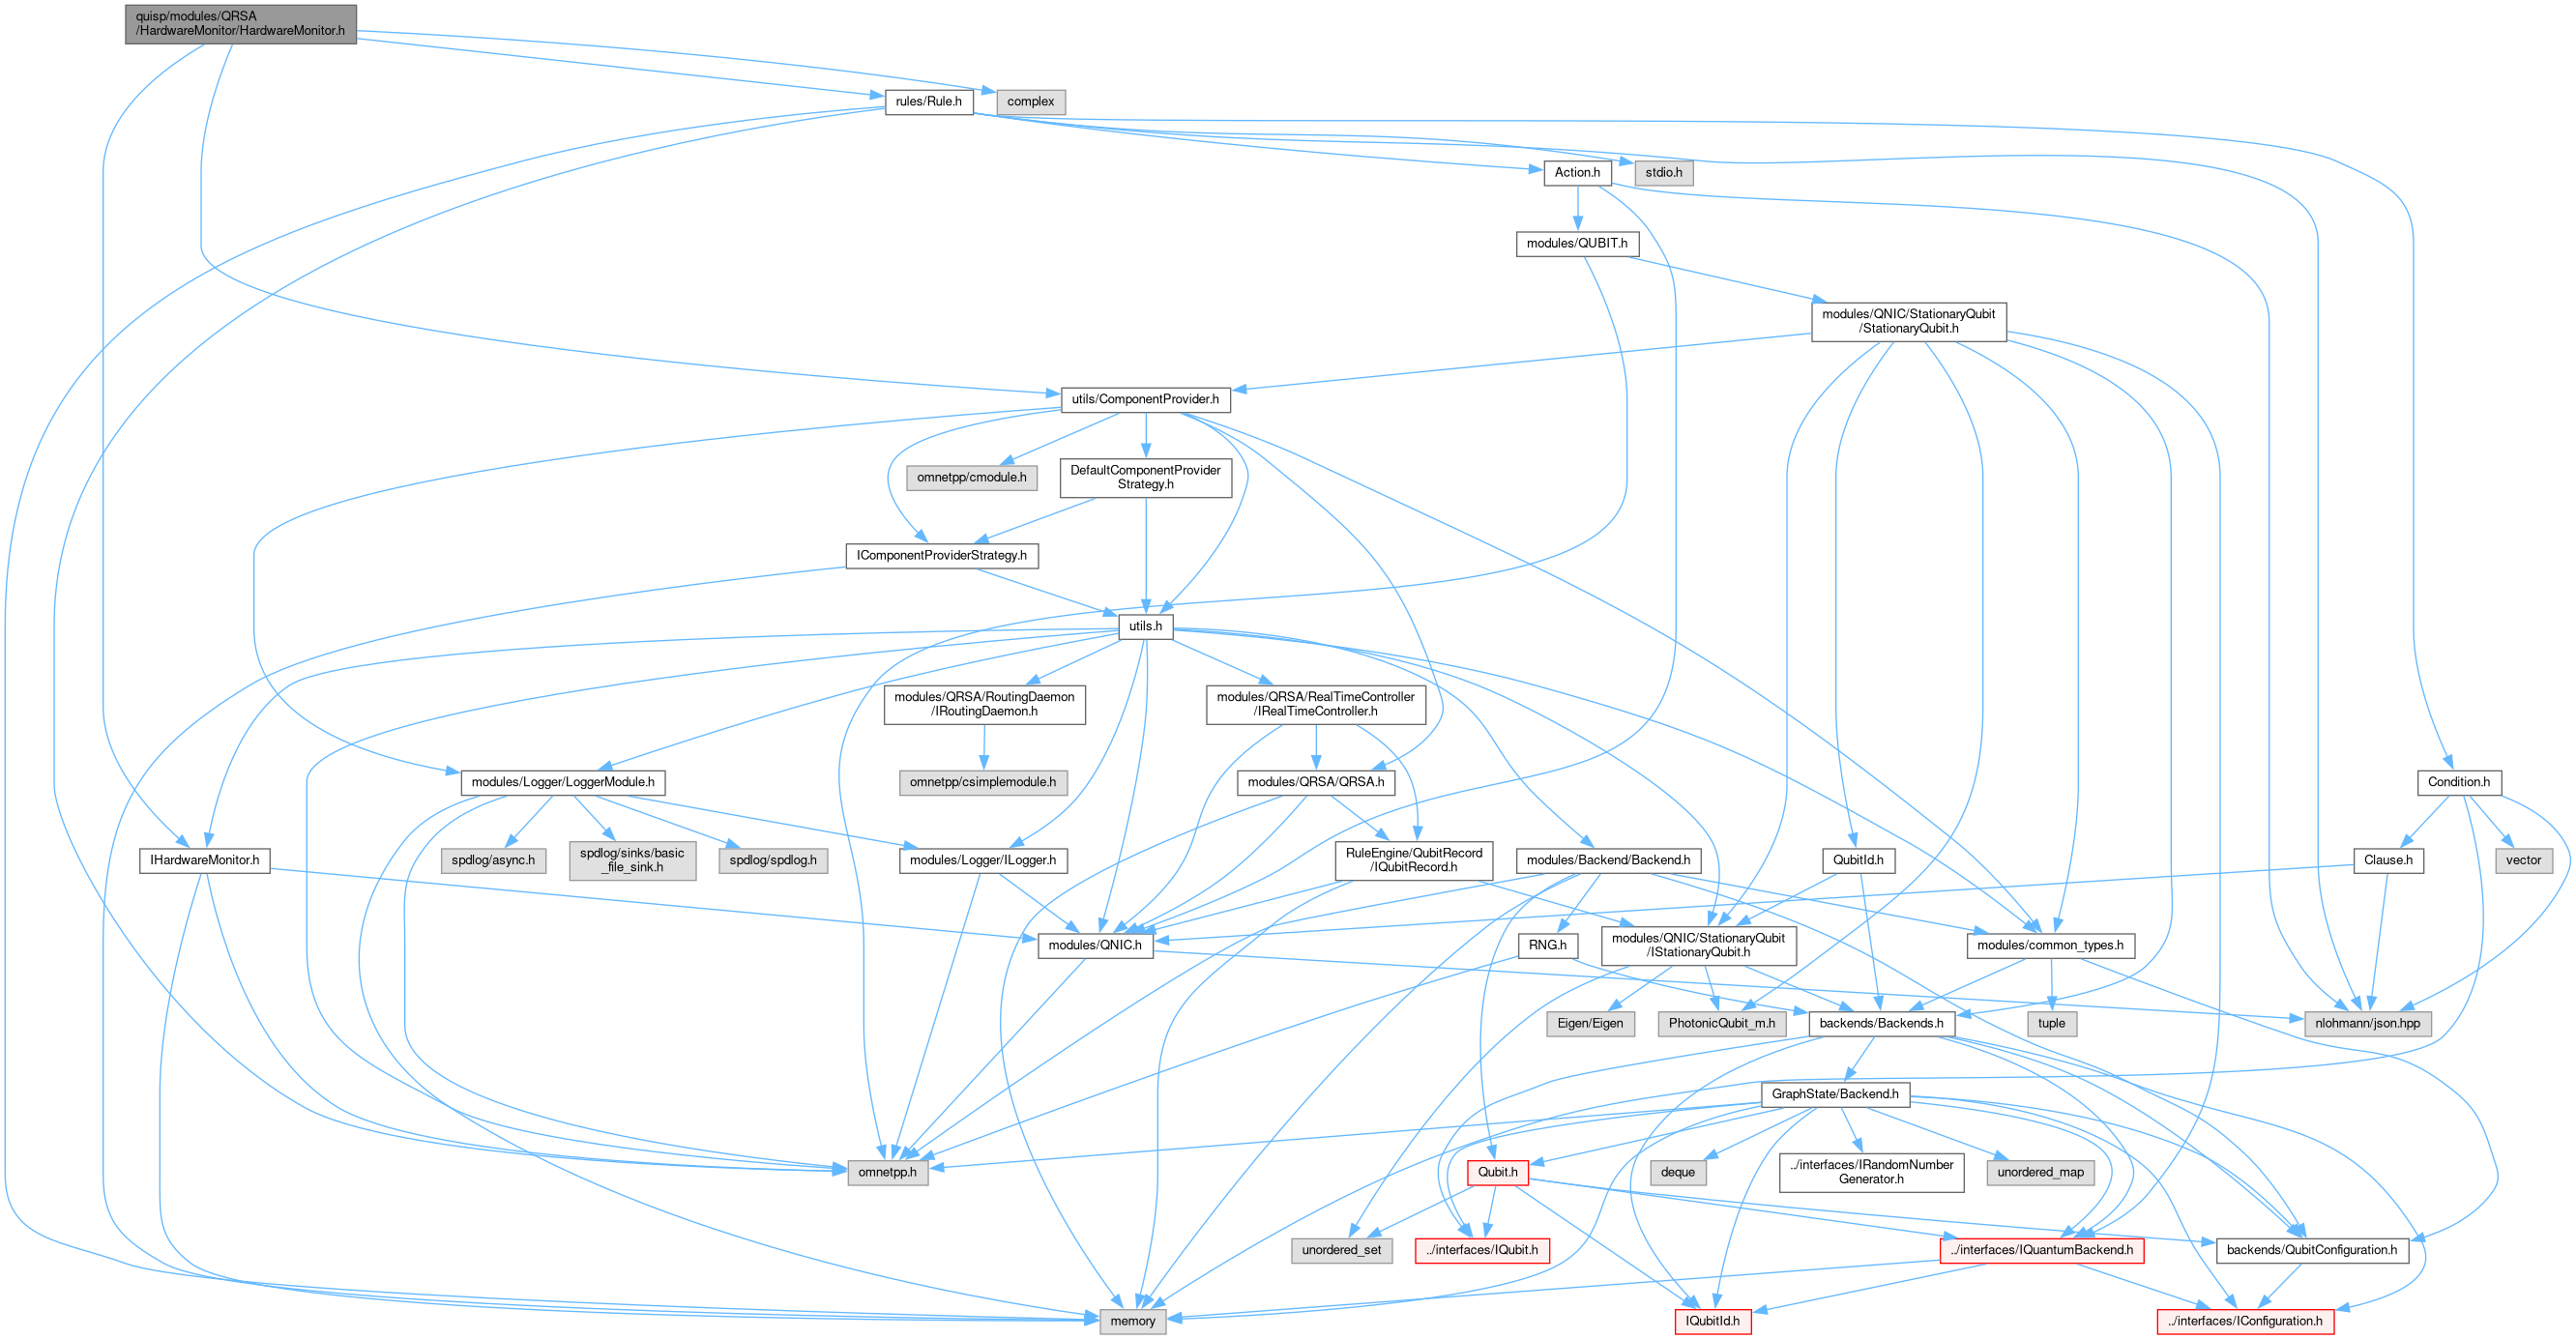 quisp/modules/QRSA
/HardwareMonitor/HardwareMonitor.h
rules/Rule.h
complex
Action.h
stdio.h
modules/QUBIT.h
modules/QNIC/StationaryQubit
/StationaryQubit.h
utils/ComponentProvider.h
omnetpp/cmodule.h
DefaultComponentProvider
Strategy.h
IComponentProviderStrategy.h
utils.h
modules/QRSA/RoutingDaemon
/IRoutingDaemon.h
modules/QRSA/RealTimeController
/IRealTimeController.h
modules/Logger/LoggerModule.h
omnetpp/csimplemodule.h
modules/QRSA/QRSA.h
Condition.h
IHardwareMonitor.h
spdlog/async.h
spdlog/sinks/basic
_file_sink.h
spdlog/spdlog.h
modules/Logger/ILogger.h
RuleEngine/QubitRecord
/IQubitRecord.h
modules/Backend/Backend.h
QubitId.h
Clause.h
vector
modules/QNIC.h
RNG.h
modules/QNIC/StationaryQubit
/IStationaryQubit.h
modules/common_types.h
Eigen/Eigen
PhotonicQubit_m.h
backends/Backends.h
tuple
nlohmann/json.hpp
GraphState/Backend.h
omnetpp.h
Qubit.h
deque
../interfaces/IRandomNumber
Generator.h
unordered_map
unordered_set
../interfaces/IQubit.h
../interfaces/IQuantumBackend.h
backends/QubitConfiguration.h
memory
IQubitId.h
../interfaces/IConfiguration.h